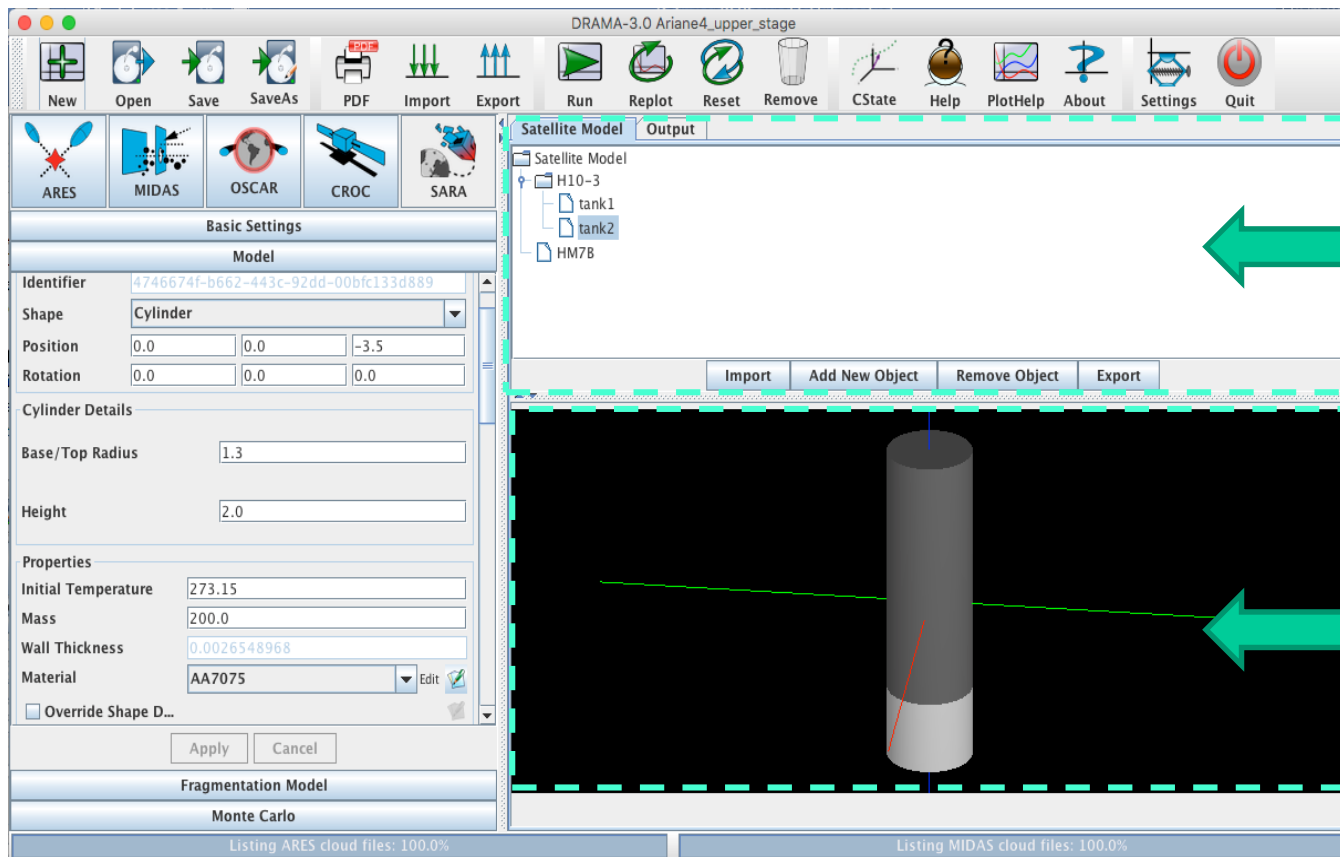 DRAMA-3.0 Ariane4_upper_stage
PDF
New Open Save SaveAs PDF Import Export Run Replot Reset Remove CState Help PlotHelp About Settings Quit
ARES MIDAS OSCAR CROC SARA
Basic Settings
Model
Identifier 4746674f-b662-443c-92dd-00bfc133d889
Shape Cylinder
Position 0.0 0.0 -3.5
Rotation 0.0 0.0 0.0
Cylinder Details
Base/Top Radius 1.3
Height 2.0
Properties
Initial Temperature 273.15
Mass 200.0
Wall Thickness 0.0026548968
Material AA7075 Edit
Override Shape D...
Apply Cancel
Fragmentation Model
Monte Carlo
Satellite Model Output
Satellite Model
H10-3
tank1
tank2
HM7B
Import Add New Object Remove Object Export
Listing ARES cloud files: 100.0% Listing MIDAS cloud files: 100.0%